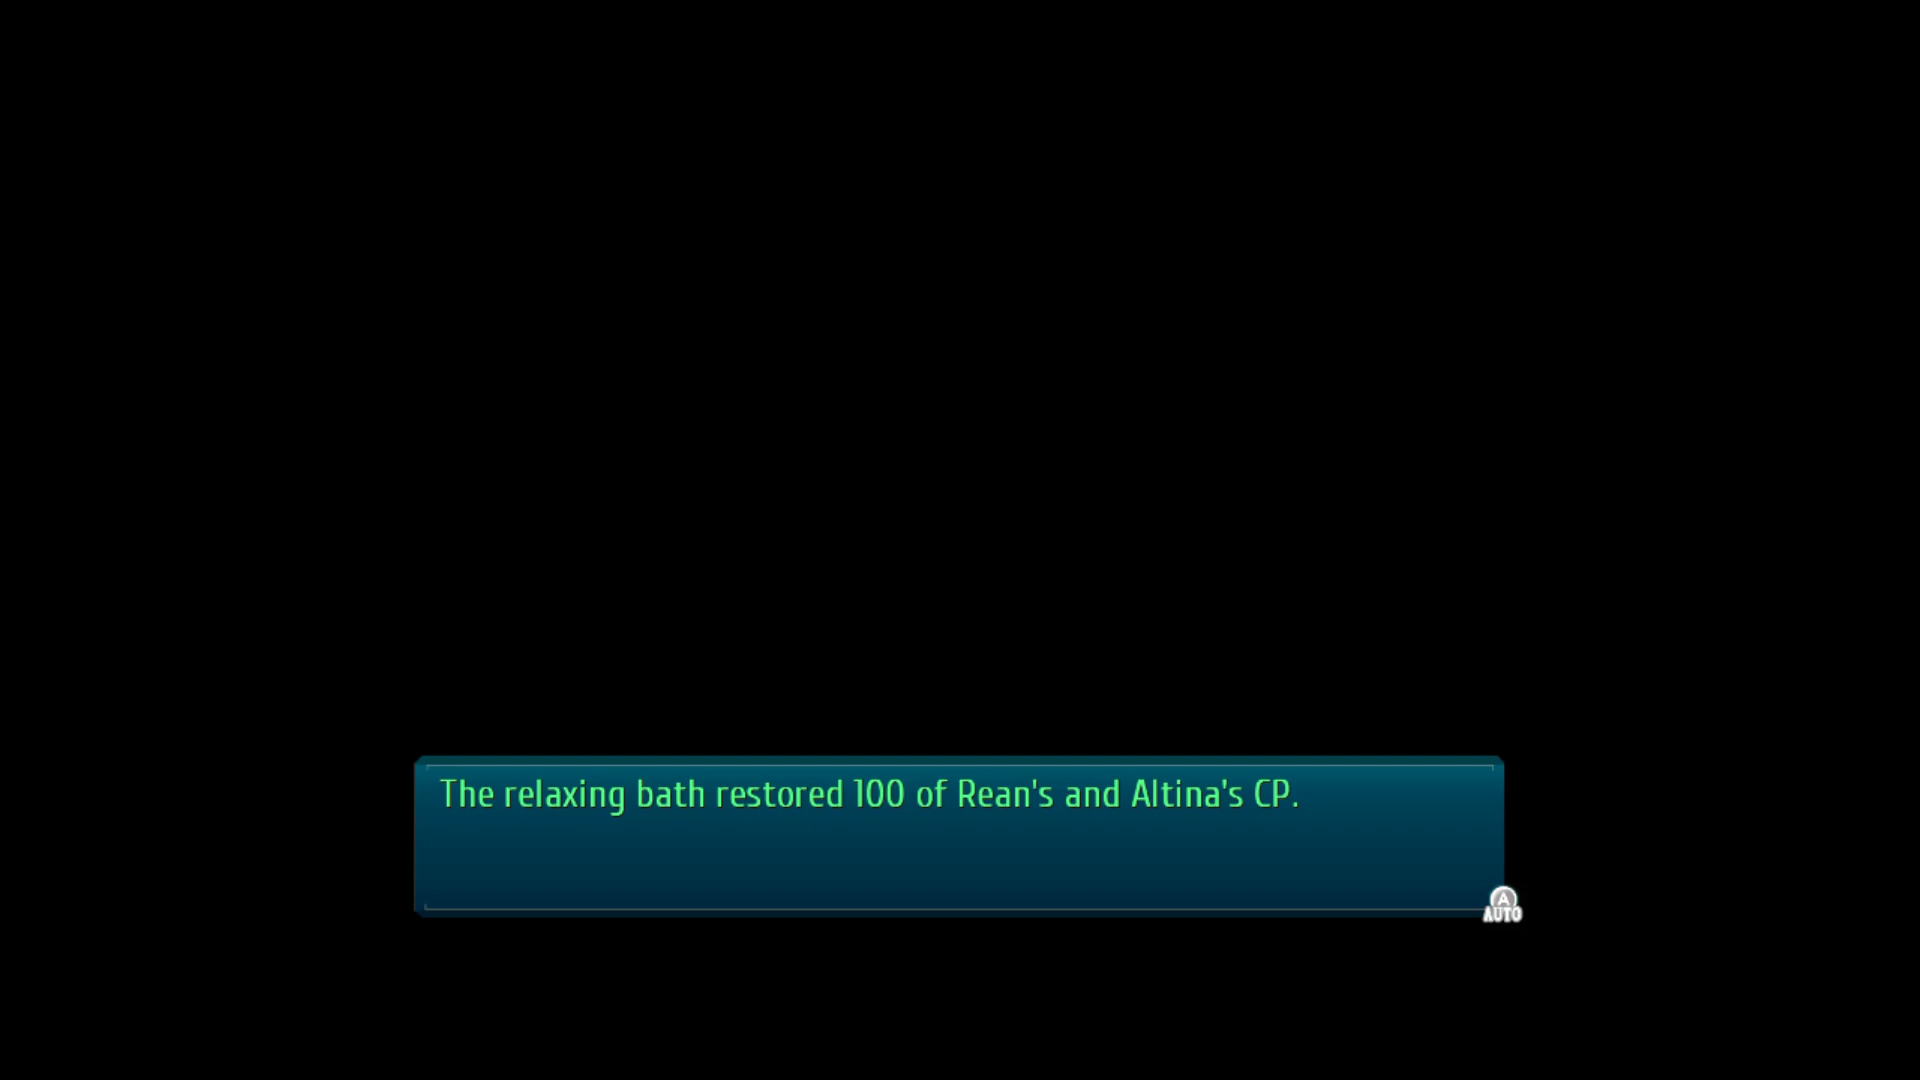 The relaxing bath restored 100 of Rean's and Altina's CP.
A
AUTO